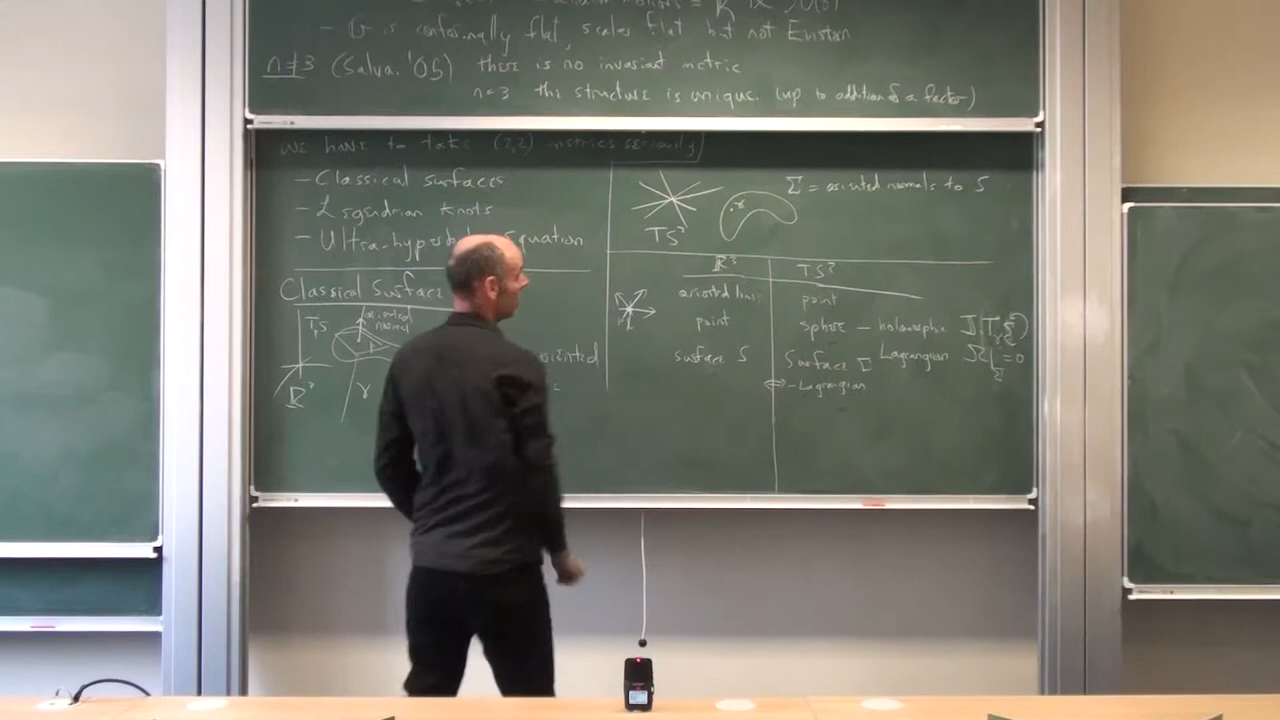 - G is conformally flat, scalar flat but not Einstein
n≠3 (Salvai '05) there is no invariant metric
n=3 the structure is unique. (up to addition of a factor)
We have to take (2,2) metrics seriously
- Classical surfaces
- Legendrian knots
- Ultra-hyperbolic Equation
Classical Surface
TγS
oriented normal
ℝ³
γ
oriented
TS²
γ
Σ = oriented normals to S
ℝ³ TS²
oriented lines point
point sphere - holomorphic J(TγΣ)
surface S Surface Σ Lagrangian Ω|Σ=0
⇔ - Lagrangian